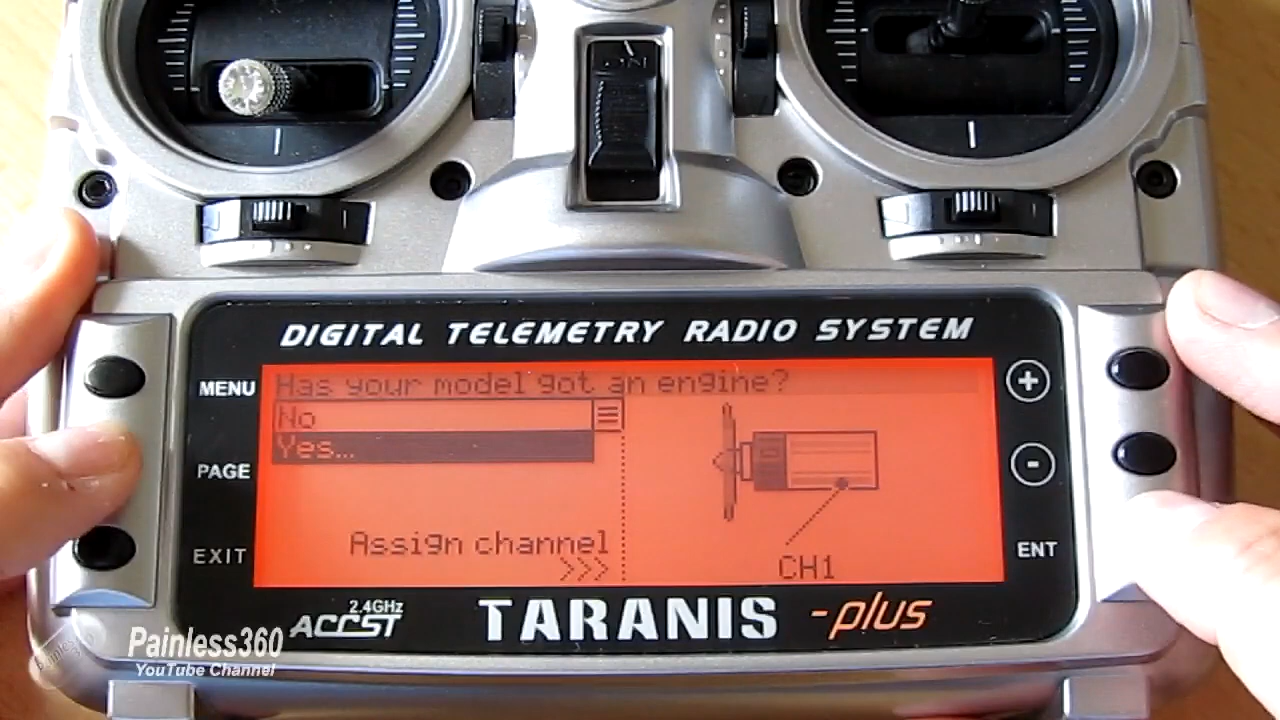 ON
DIGITAL TELEMETRY RADIO SYSTEM
MENU
PAGE
EXIT
Has your model got an engine?
No
Yes...
Assign channel
>>>
CH1
+
-
ENT
2.4GHz
ACCST
TARANIS -plus
Painless360
YouTube Channel